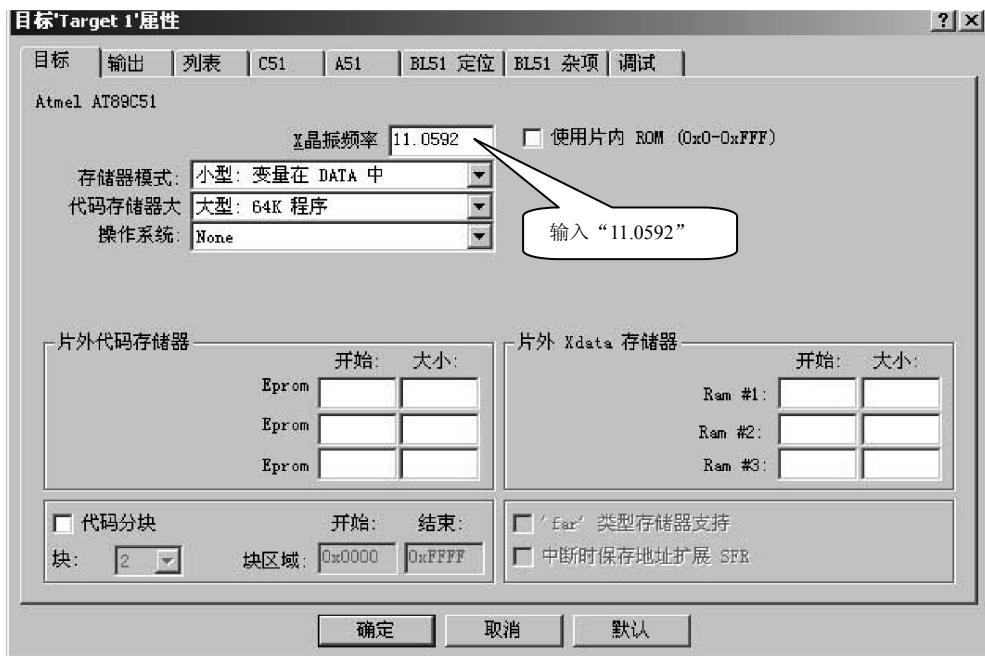 目标'Target 1'属性
目标 输出 列表 C51 A51 BL51 定位 BL51 杂项 调试
Atmel AT89C51
X晶振频率 11.0592 使用片内 ROM (0x0-0xFFF)
存储器模式: 小型: 变量在 DATA 中
代码存储器大 大型: 64K 程序
操作系统: None
输入“11.0592”
片外代码存储器
开始: 大小:
Eprom
Eprom
Eprom
片外 Xdata 存储器
开始: 大小:
Ram #1:
Ram #2:
Ram #3:
代码分块 开始: 结束:
块: 2 块区域: 0x0000 0xFFFF
'far' 类型存储器支持
中断时保存地址扩展 SFR
确定 取消 默认